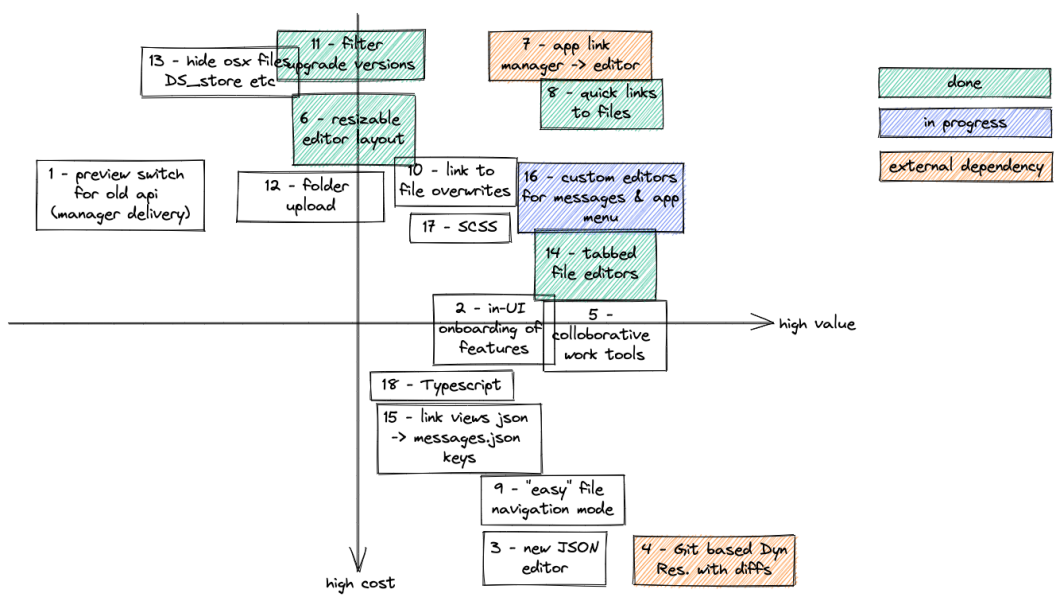 11 - filter
upgrade versions
13 - hide osx files
DS_store etc
7 - app link
manager -> editor
8 - quick links
to files
done
in progress
external dependency
6 - resizable
editor layout
1 - preview switch
for old api
(manager delivery)
12 - folder
upload
10 - link to
file overwrites
16 - custom editors
for messages & app
menu
17 - SCSS
14 - tabbed
file editors
2 - in-UI
onboarding of
features
5 -
colloborative
work tools
high value
18 - Typescript
15 - link views json
-> messages.json
keys
9 - "easy" file
navigation mode
3 - new JSON
editor
4 - Git based Dyn
Res. with diffs
high cost